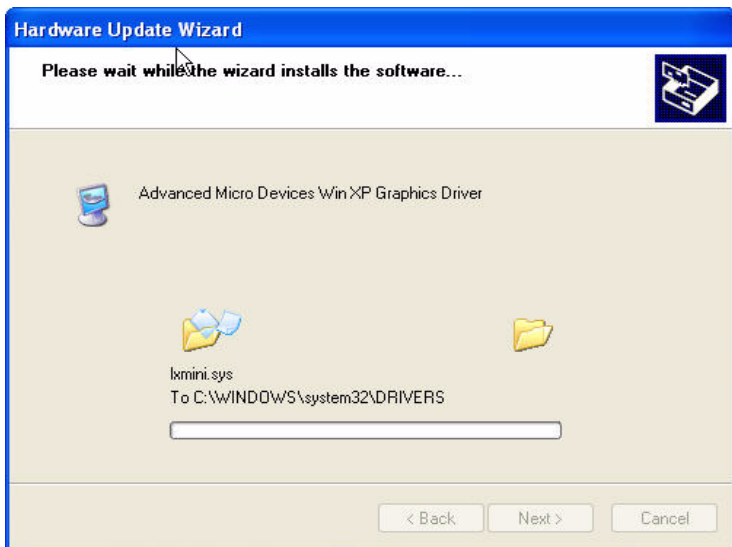 Hardware Update Wizard
Please wait while the wizard installs the software...
Advanced Micro Devices Win XP Graphics Driver
lxmini.sys
To C:\WINDOWS\system32\DRIVERS
< Back Next > Cancel